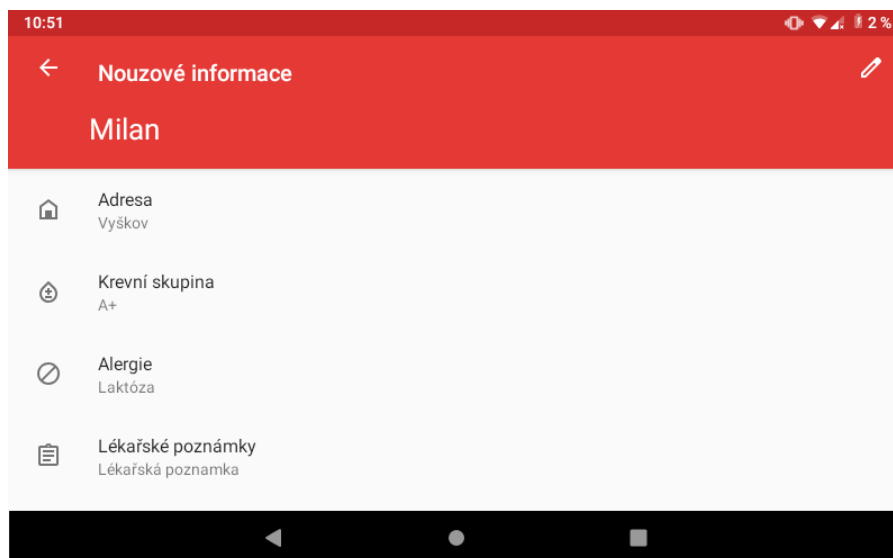 10:51
2 %
Nouzové informace
Milan
Adresa
Vyškov
Krevní skupina
A+
Alergie
Laktóza
Lékařské poznámky
Lékařská poznamka